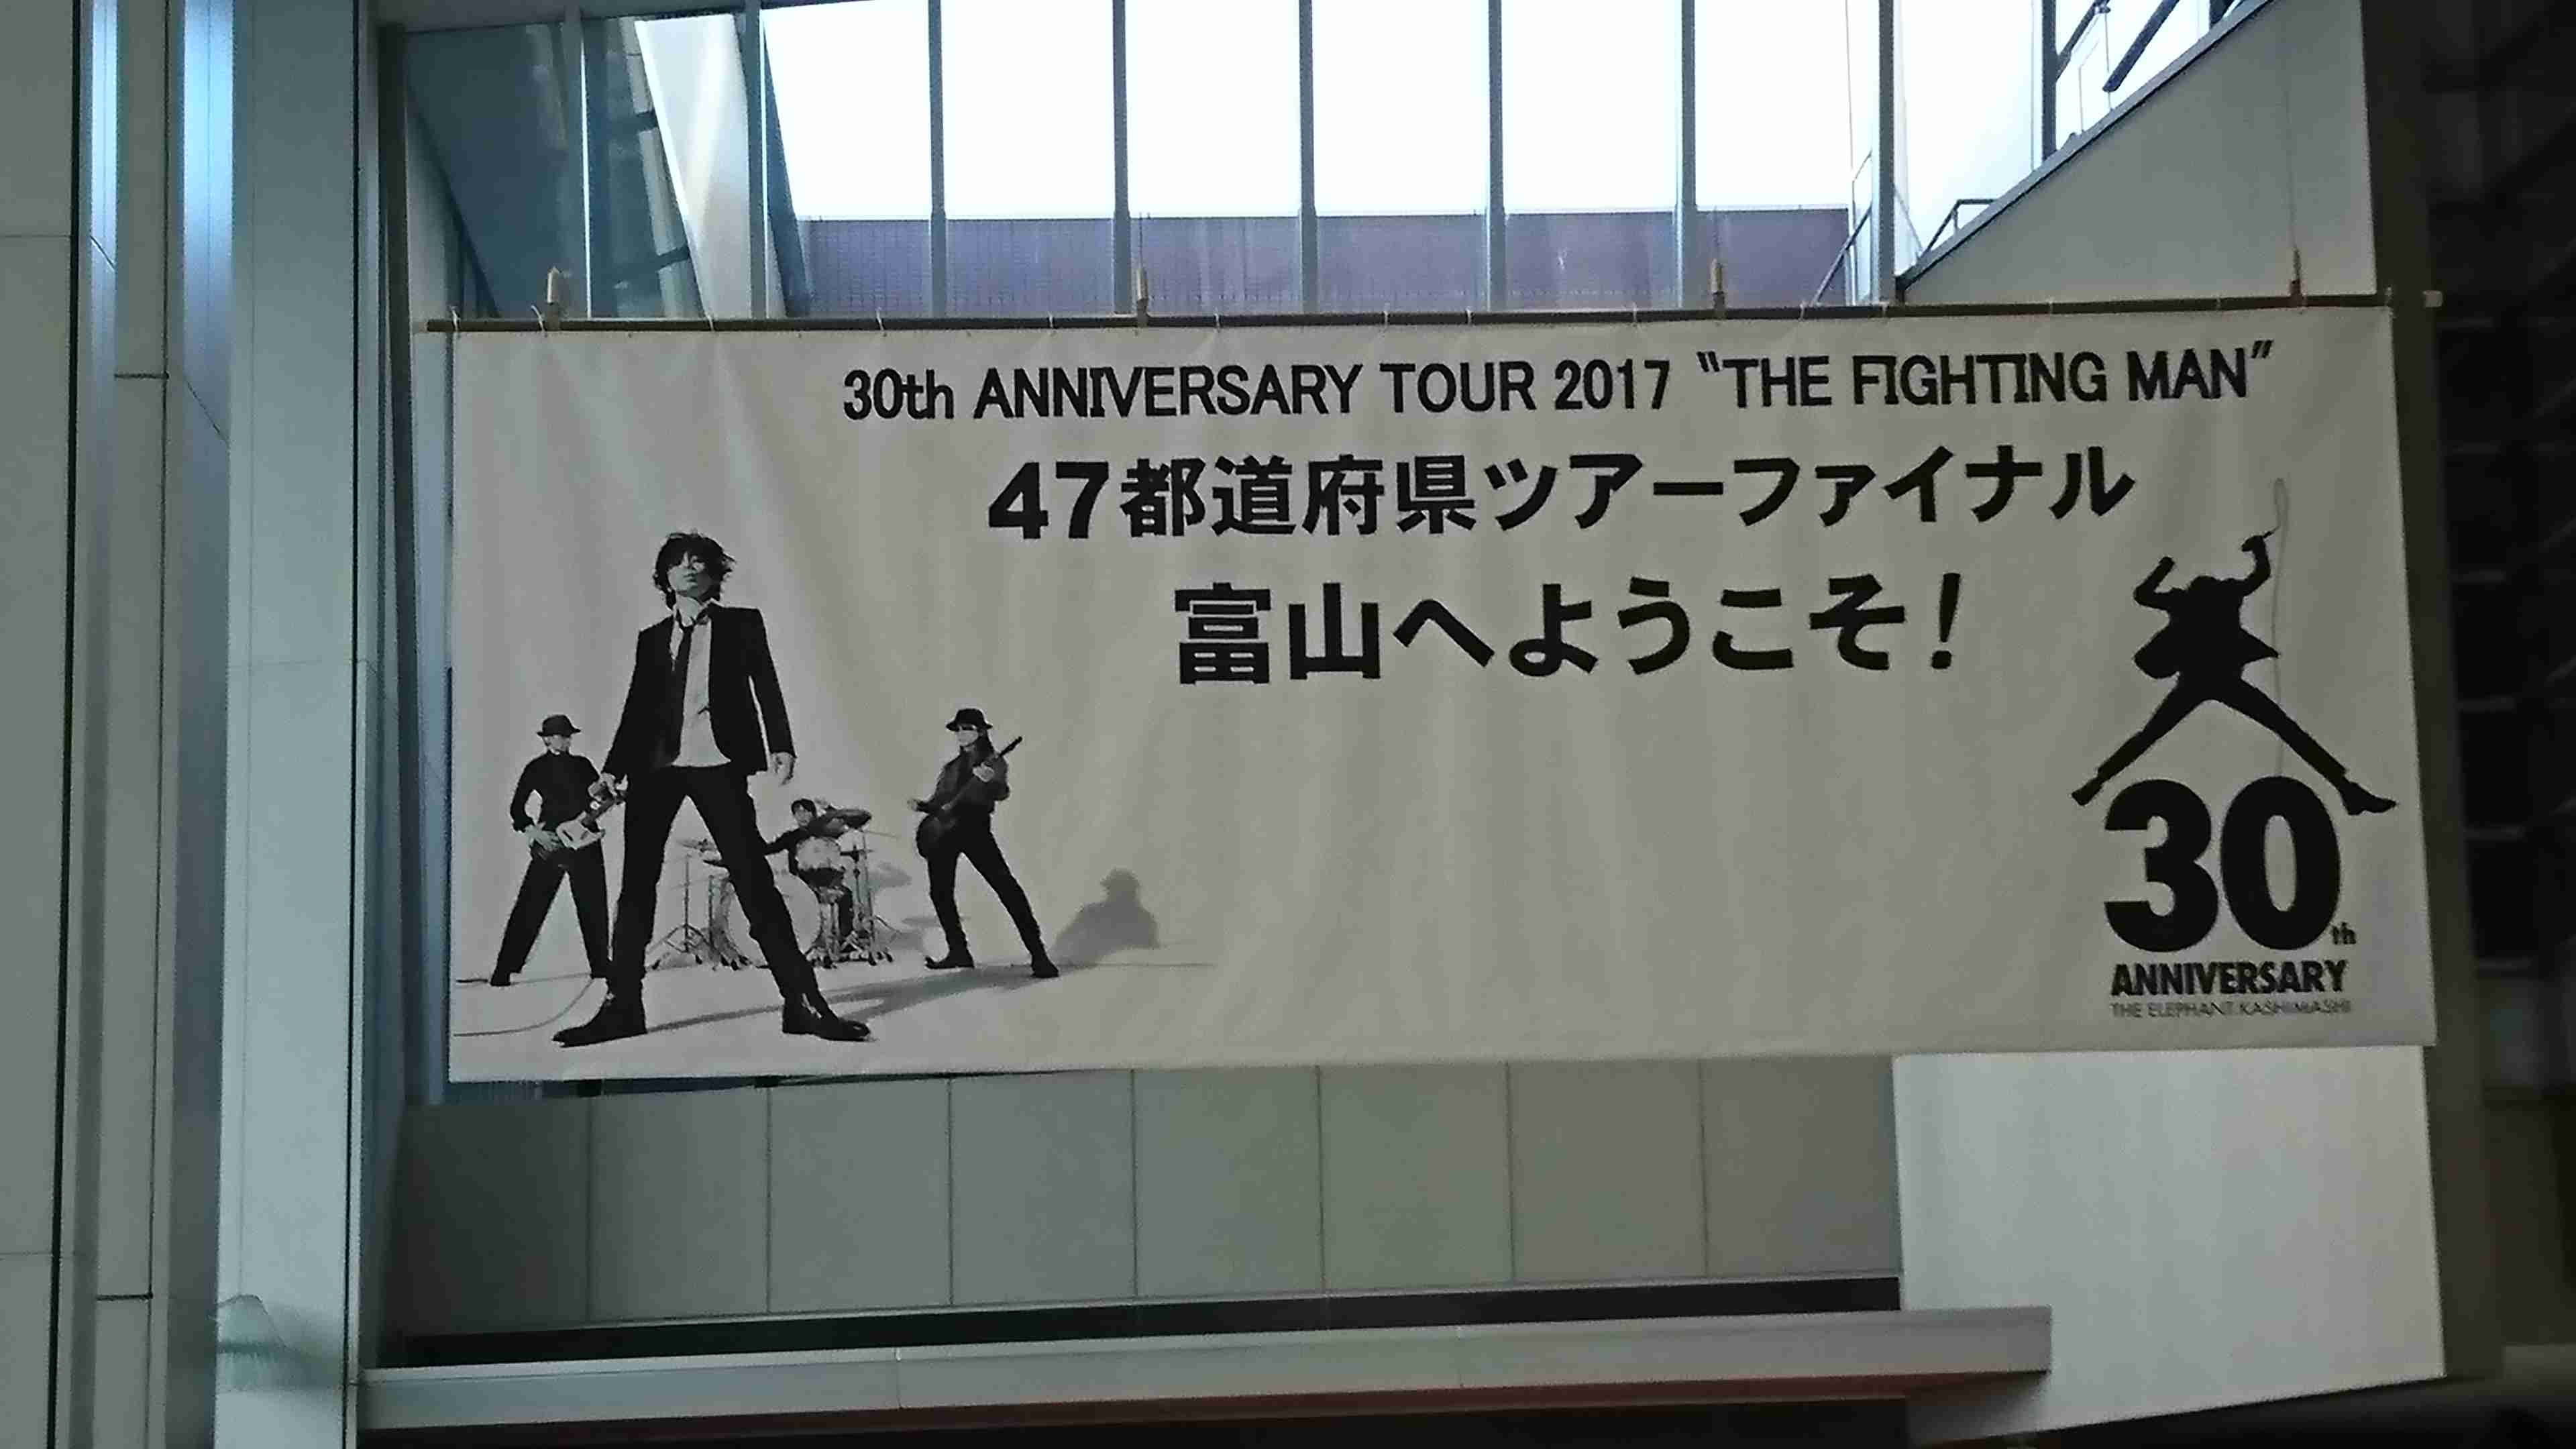 30th ANNIVERSARY TOUR 2017 "THE FIGHTING MAN"
47都道府県ツアーファイナル
富山へようこそ!
30th
ANNIVERSARY
THE ELEPHANT KASHIMASHI